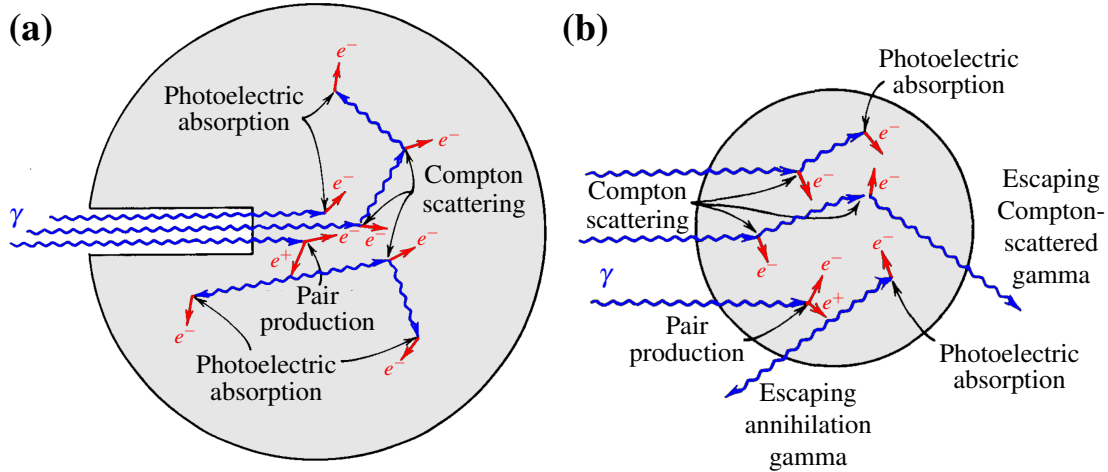 (a)
e⁻
Photoelectric
absorption
e⁻
Compton
scattering
e⁻
γ
e⁻
e⁻
e⁺
e⁻
Pair
production
e⁻
Photoelectric
absorption
e⁻
(b)
Photoelectric
absorption
e⁻
e⁻
e⁻
Compton
scattering
Escaping
Compton-
scattered
gamma
e⁻
e⁻
γ
e⁻
e⁺
Pair
production
Photoelectric
absorption
Escaping
annihilation
gamma